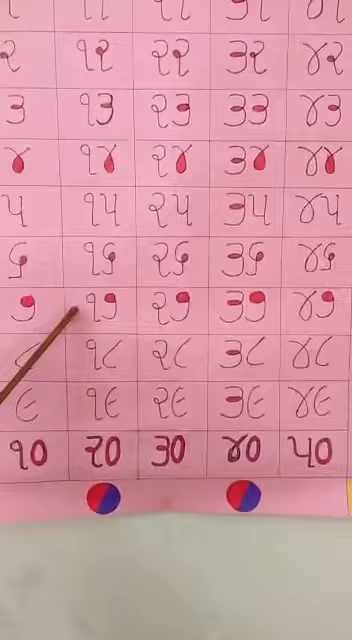 ૨ ૧૨ ૨૨ ૩૨ ૪૨
૩ ૧૩ ૨૩ ૩૩ ૪૩
૪ ૧૪ ૨૪ ૩૪ ૪૪
૫ ૧૫ ૨૫ ૩૫ ૪૫
૬ ૧૬ ૨૬ ૩૬ ૪૬
૭ ૧૭ ૨૭ ૩૭ ૪૭
૮ ૧૮ ૨૮ ૩૮ ૪૮
૯ ૧૯ ૨૯ ૩૯ ૪૯
૧૦ ૨૦ ૩૦ ૪૦ ૫૦